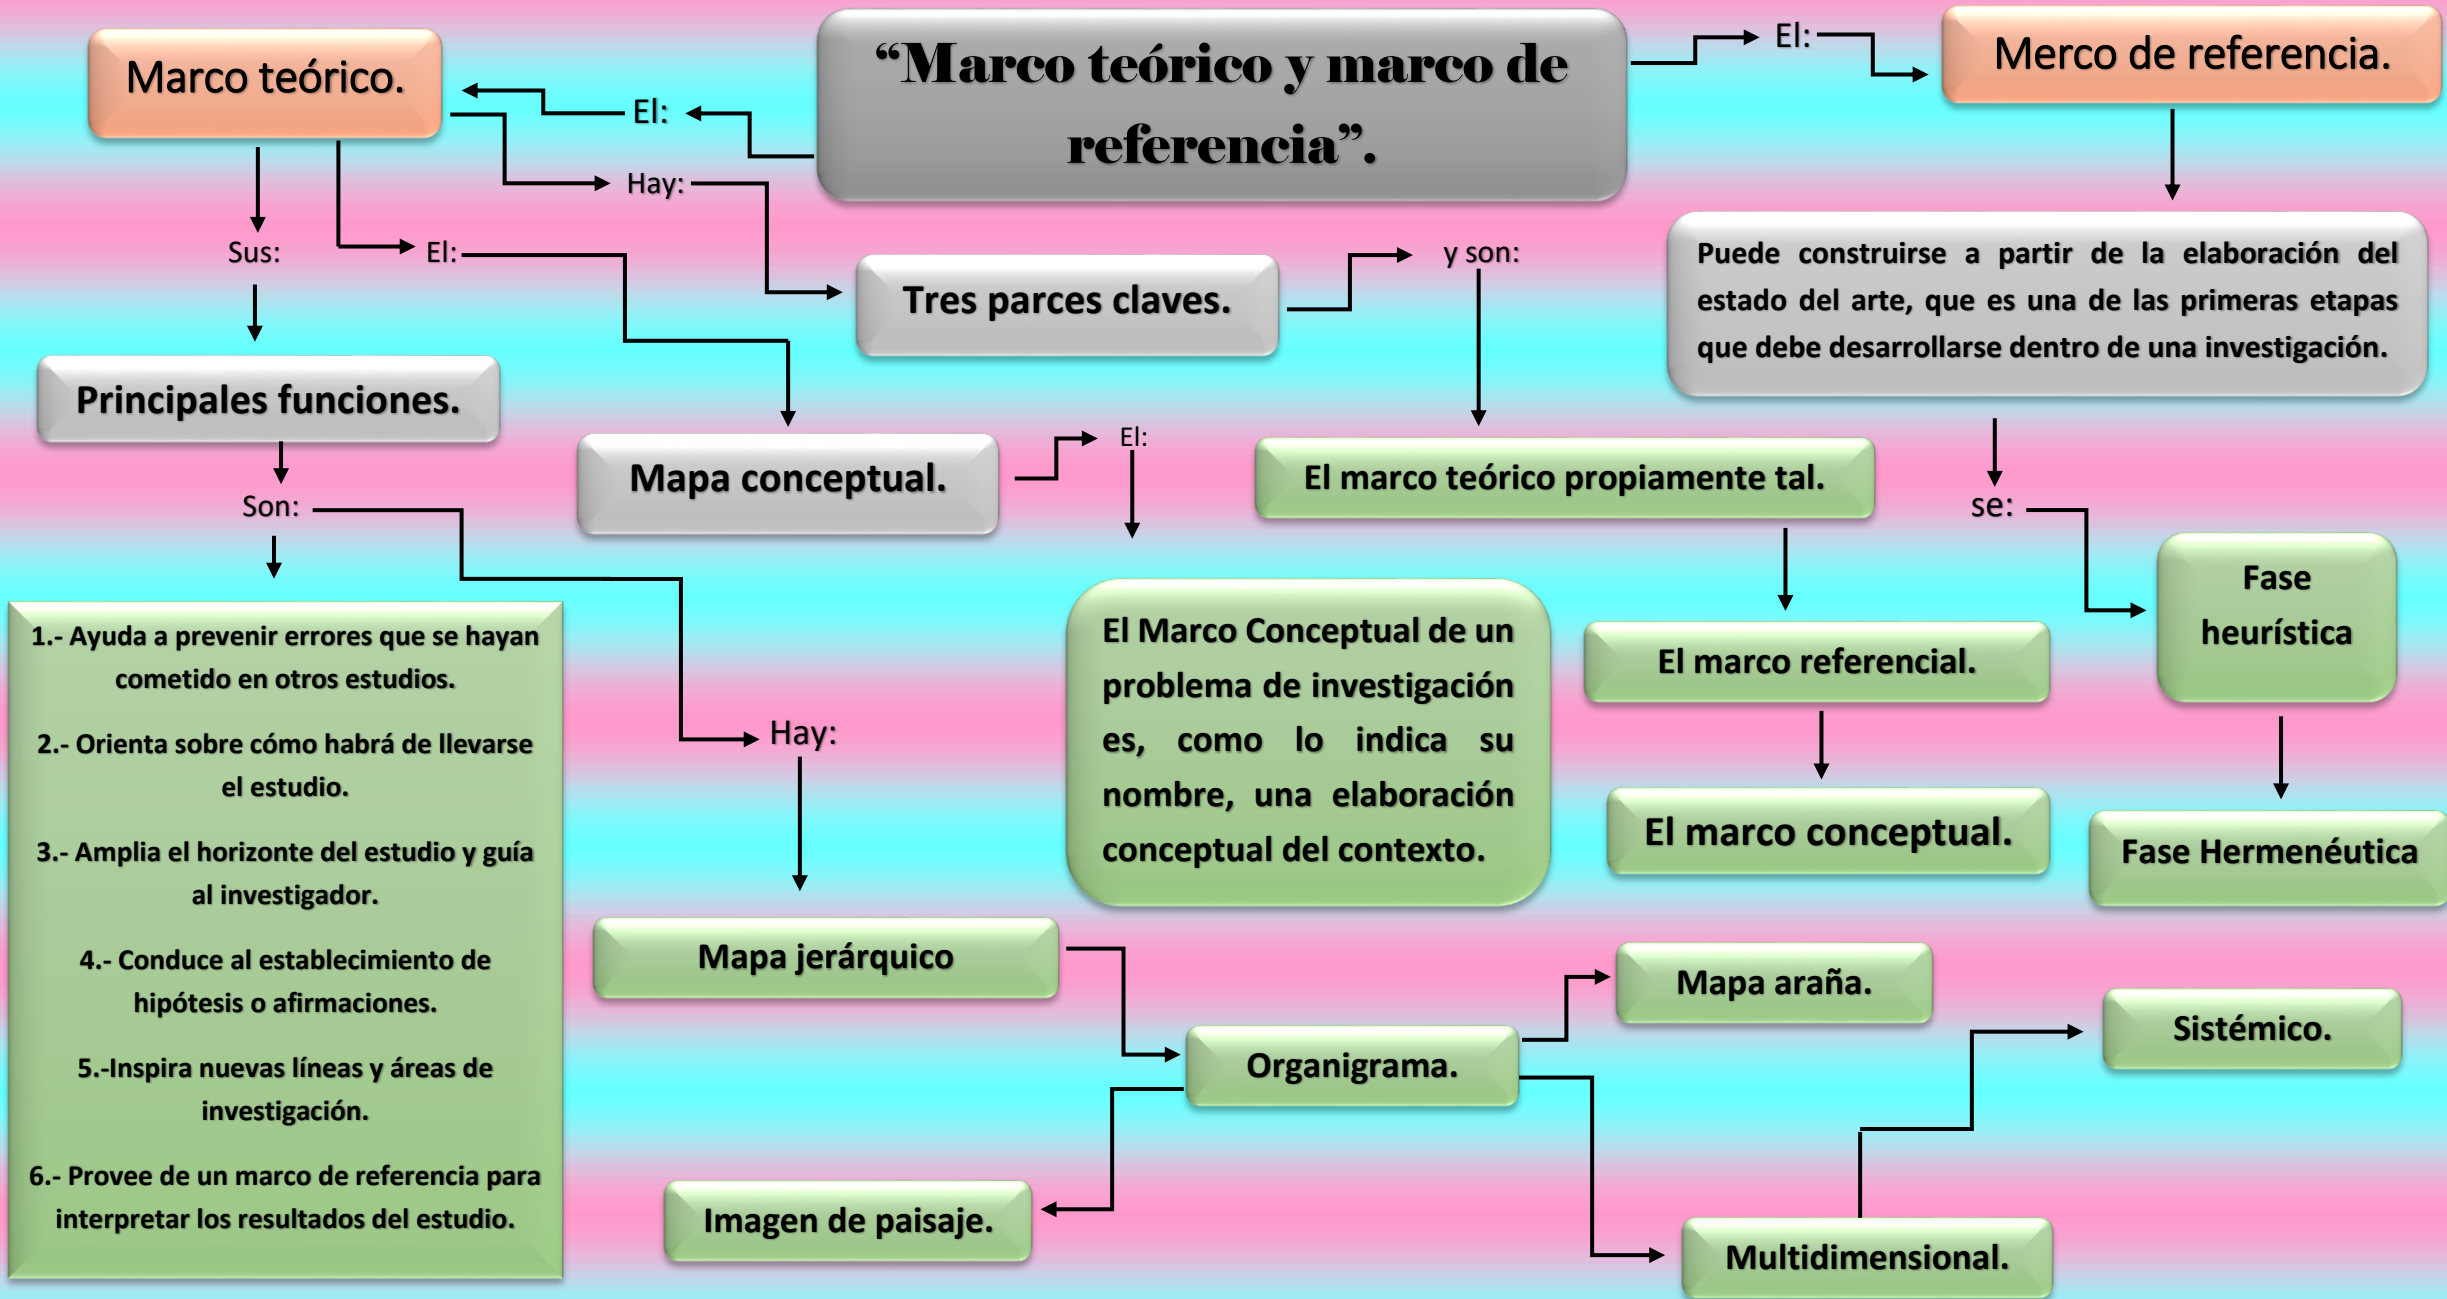 “Marco teórico y marco de
referencia”.
Marco teórico.
El:
Hay:
Sus:
El:
El:
Merco de referencia.
Tres parces claves.
y son:
Puede construirse a partir de la elaboración del
estado del arte, que es una de las primeras etapas
que debe desarrollarse dentro de una investigación.
Principales funciones.
Mapa conceptual.
El:
El marco teórico propiamente tal.
se:
Son:
Fase
heurística
1.- Ayuda a prevenir errores que se hayan
cometido en otros estudios.
2.- Orienta sobre cómo habrá de llevarse
el estudio.
3.- Amplia el horizonte del estudio y guía
al investigador.
4.- Conduce al establecimiento de
hipótesis o afirmaciones.
5.-Inspira nuevas líneas y áreas de
investigación.
6.- Provee de un marco de referencia para
interpretar los resultados del estudio.
El Marco Conceptual de un
problema de investigación
es, como lo indica su
nombre, una elaboración
conceptual del contexto.
El marco referencial.
Hay:
El marco conceptual.
Fase Hermenéutica
Mapa jerárquico
Organigrama.
Mapa araña.
Sistémico.
Imagen de paisaje.
Multidimensional.